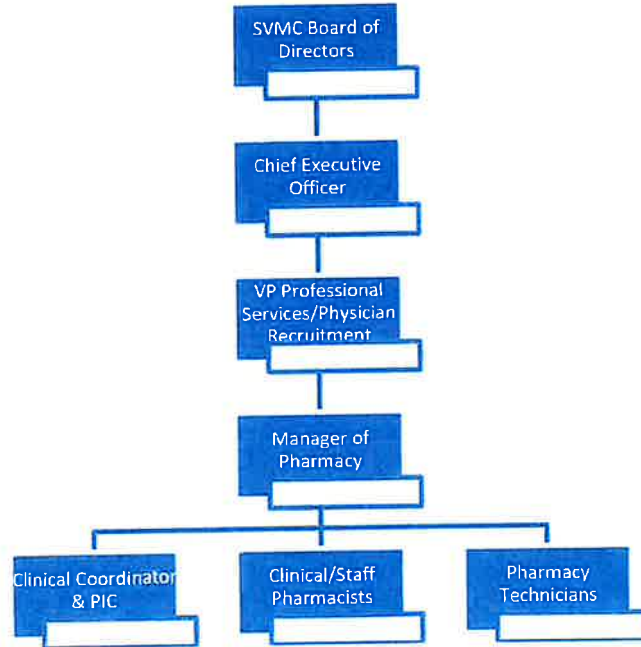 SVMC Board of
Directors
Chief Executive
Officer
VP Professional
Services/Physician
Recruitment
Manager of
Pharmacy
Clinical Coordinator
& PIC
Clinical/Staff
Pharmacists
Pharmacy
Technicians